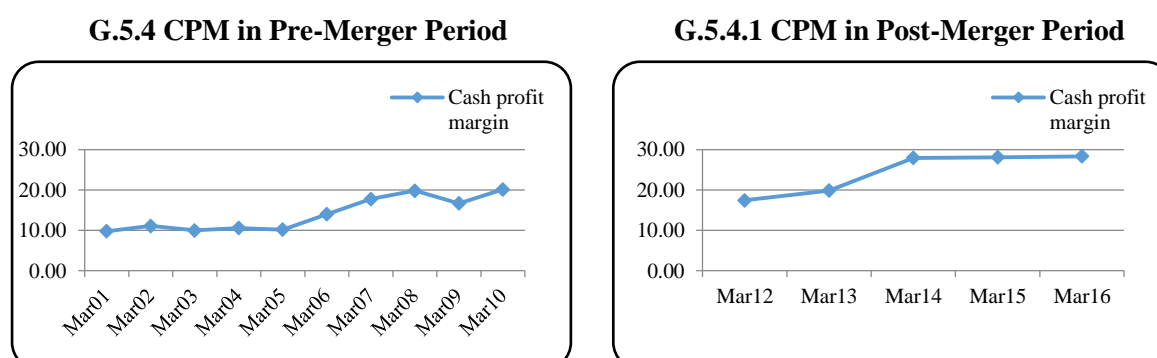 G.5.4 CPM in Pre-Merger Period
Cash profit
margin
30.00
20.00
10.00
0.00
Mar01
Mar02
Mar03
Mar04
Mar05
Mar06
Mar07
Mar08
Mar09
Mar10
G.5.4.1 CPM in Post-Merger Period
Cash profit
margin
30.00
20.00
10.00
0.00
Mar12 Mar13 Mar14 Mar15 Mar16